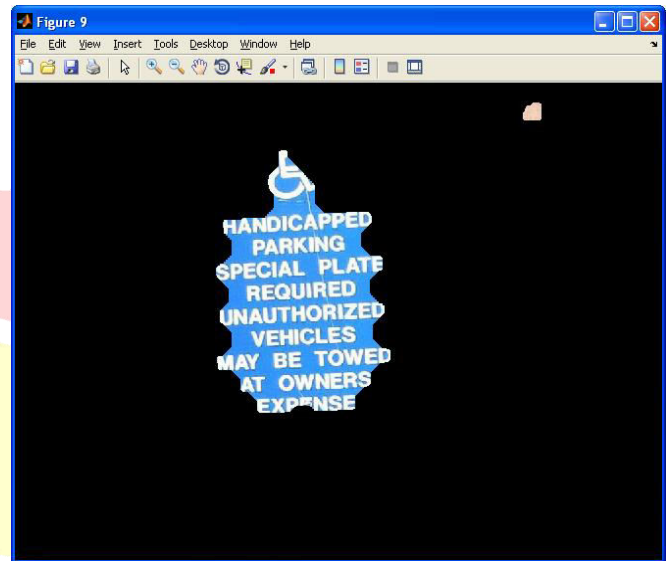 Figure 9
File Edit View Insert Tools Desktop Window Help
HANDICAPPED
PARKING
SPECIAL PLATE
REQUIRED
UNAUTHORIZED
VEHICLES
MAY BE TOWED
AT OWNERS
EXPENSE